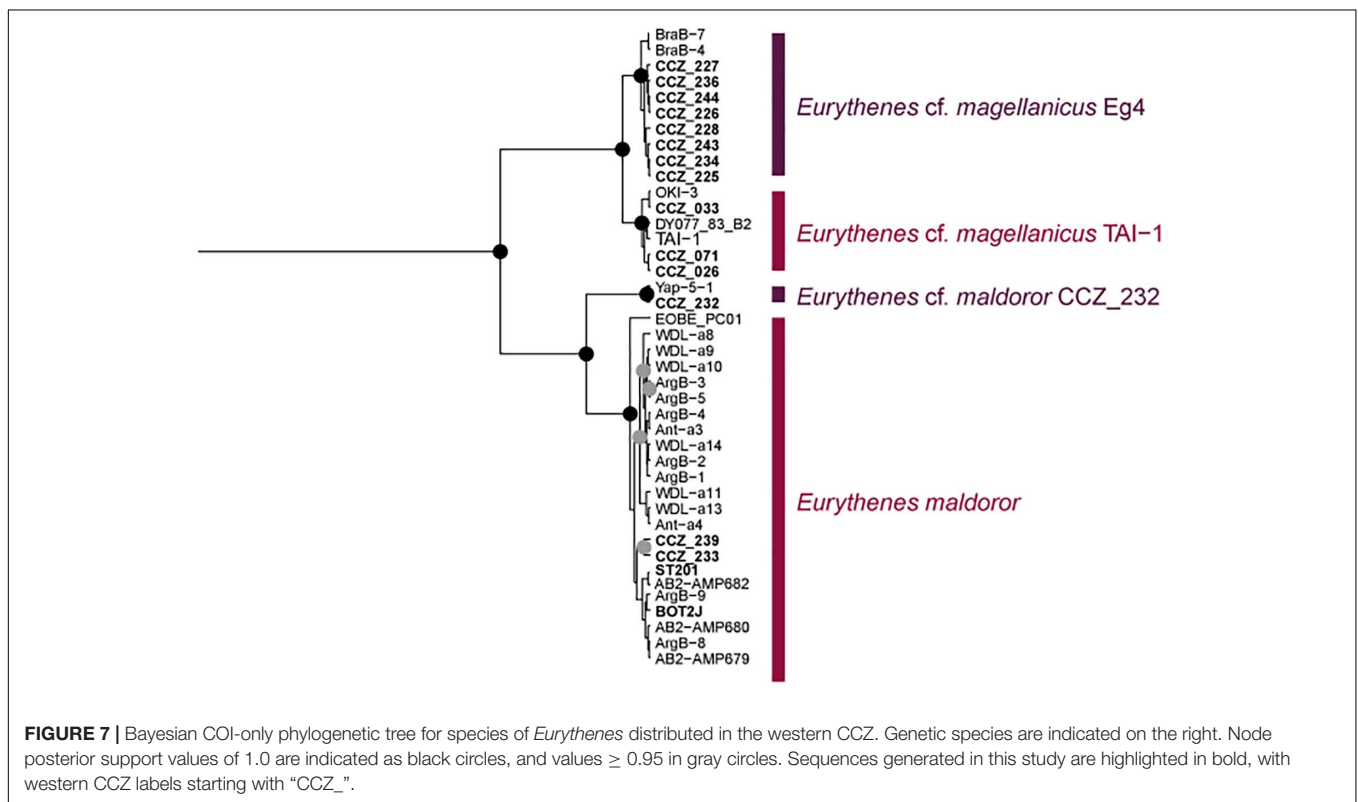 BraB-7
BraB-4
CCZ_227
CCZ_236
CCZ_244
CCZ_226
CCZ_228
CCZ_243
CCZ_234
CCZ_225
Eurythenes cf. magellanicus Eg4
OKI-3
CCZ_033
DY077_83_B2
TAI-1
CCZ_071
CCZ_026
Eurythenes cf. magellanicus TAI-1
Yap-5-1
CCZ_232
Eurythenes cf. maldoror CCZ_232
EOBE_PC01
WDL-a8
WDL-a9
WDL-a10
ArgB-3
ArgB-5
ArgB-4
Ant-a3
WDL-a14
ArgB-2
ArgB-1
WDL-a11
WDL-a13
Ant-a4
CCZ_239
CCZ_233
ST201
AB2-AMP682
ArgB-9
BOT2J
AB2-AMP680
ArgB-8
AB2-AMP679
Eurythenes maldoror
FIGURE 7 | Bayesian COI-only phylogenetic tree for species of Eurythenes distributed in the western CCZ. Genetic species are indicated on the right. Node
posterior support values of 1.0 are indicated as black circles, and values ≥ 0.95 in gray circles. Sequences generated in this study are highlighted in bold, with
western CCZ labels starting with “CCZ_”.